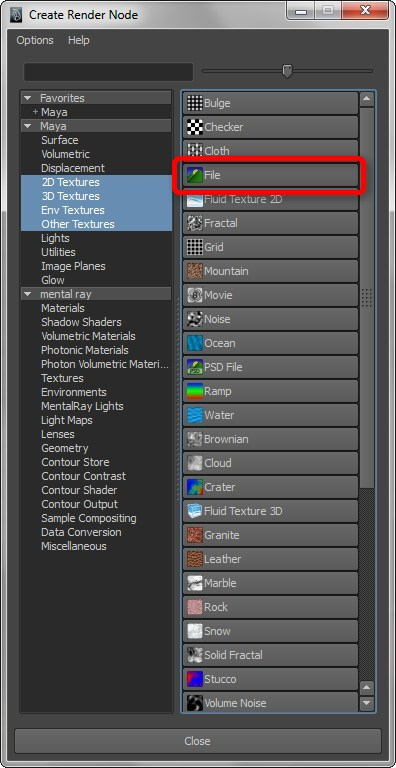 Create Render Node
Options Help
Favorites
+ Maya
Maya
Surface
Volumetric
Displacement
2D Textures
3D Textures
Env Textures
Other Textures
Lights
Utilities
Image Planes
Glow
mental ray
Materials
Shadow Shaders
Volumetric Materials
Photonic Materials
Photon Volumetric Materi...
Textures
Environments
MentalRay Lights
Light Maps
Lenses
Geometry
Contour Store
Contour Contrast
Contour Shader
Contour Output
Sample Compositing
Data Conversion
Miscellaneous
Bulge
Checker
Cloth
File
Fluid Texture 2D
Fractal
Grid
Mountain
Movie
Noise
Ocean
PSD File
Ramp
Water
Brownian
Cloud
Crater
Fluid Texture 3D
Granite
Leather
Marble
Rock
Snow
Solid Fractal
Stucco
Volume Noise
Close